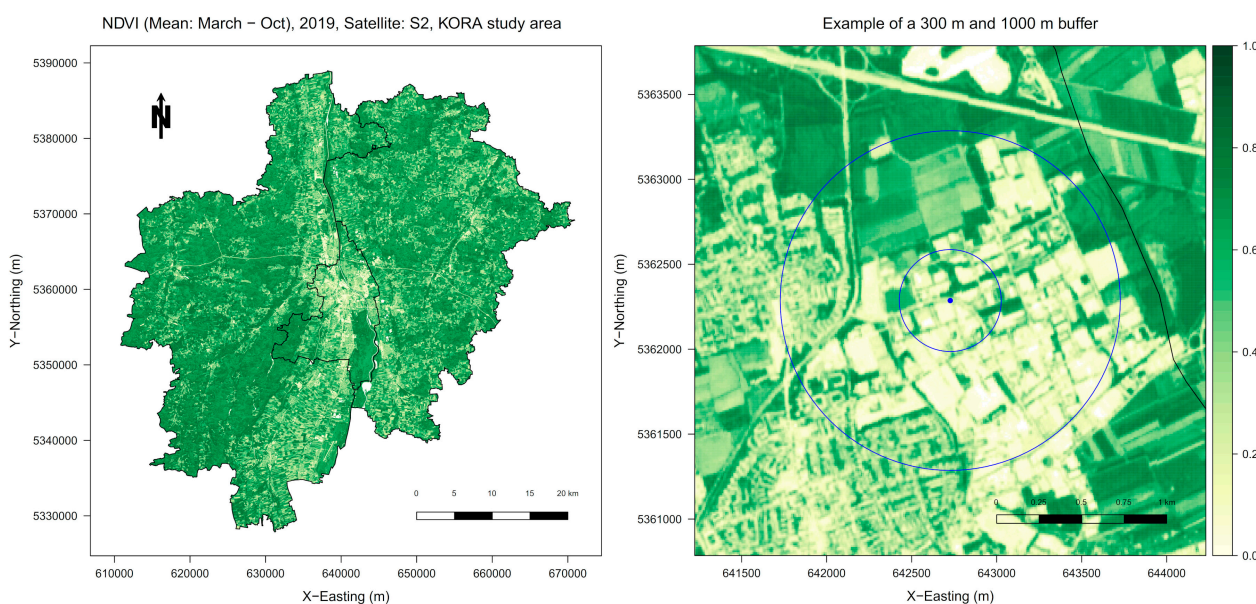 NDVI (Mean: March − Oct), 2019, Satellite: S2, KORA study area
5390000
5380000
5370000
5360000
5350000
5340000
5330000
Y−Northing (m)
N
0 5 10 15 20 km
610000 620000 630000 640000 650000 660000 670000
X−Easting (m)
Example of a 300 m and 1000 m buffer
5363500
5363000
5362500
5362000
5361500
5361000
Y−Northing (m)
0 0.25 0.5 0.75 1 km
641500 642000 642500 643000 643500 644000
X−Easting (m)
1.0
0.8
0.6
0.4
0.2
0.0